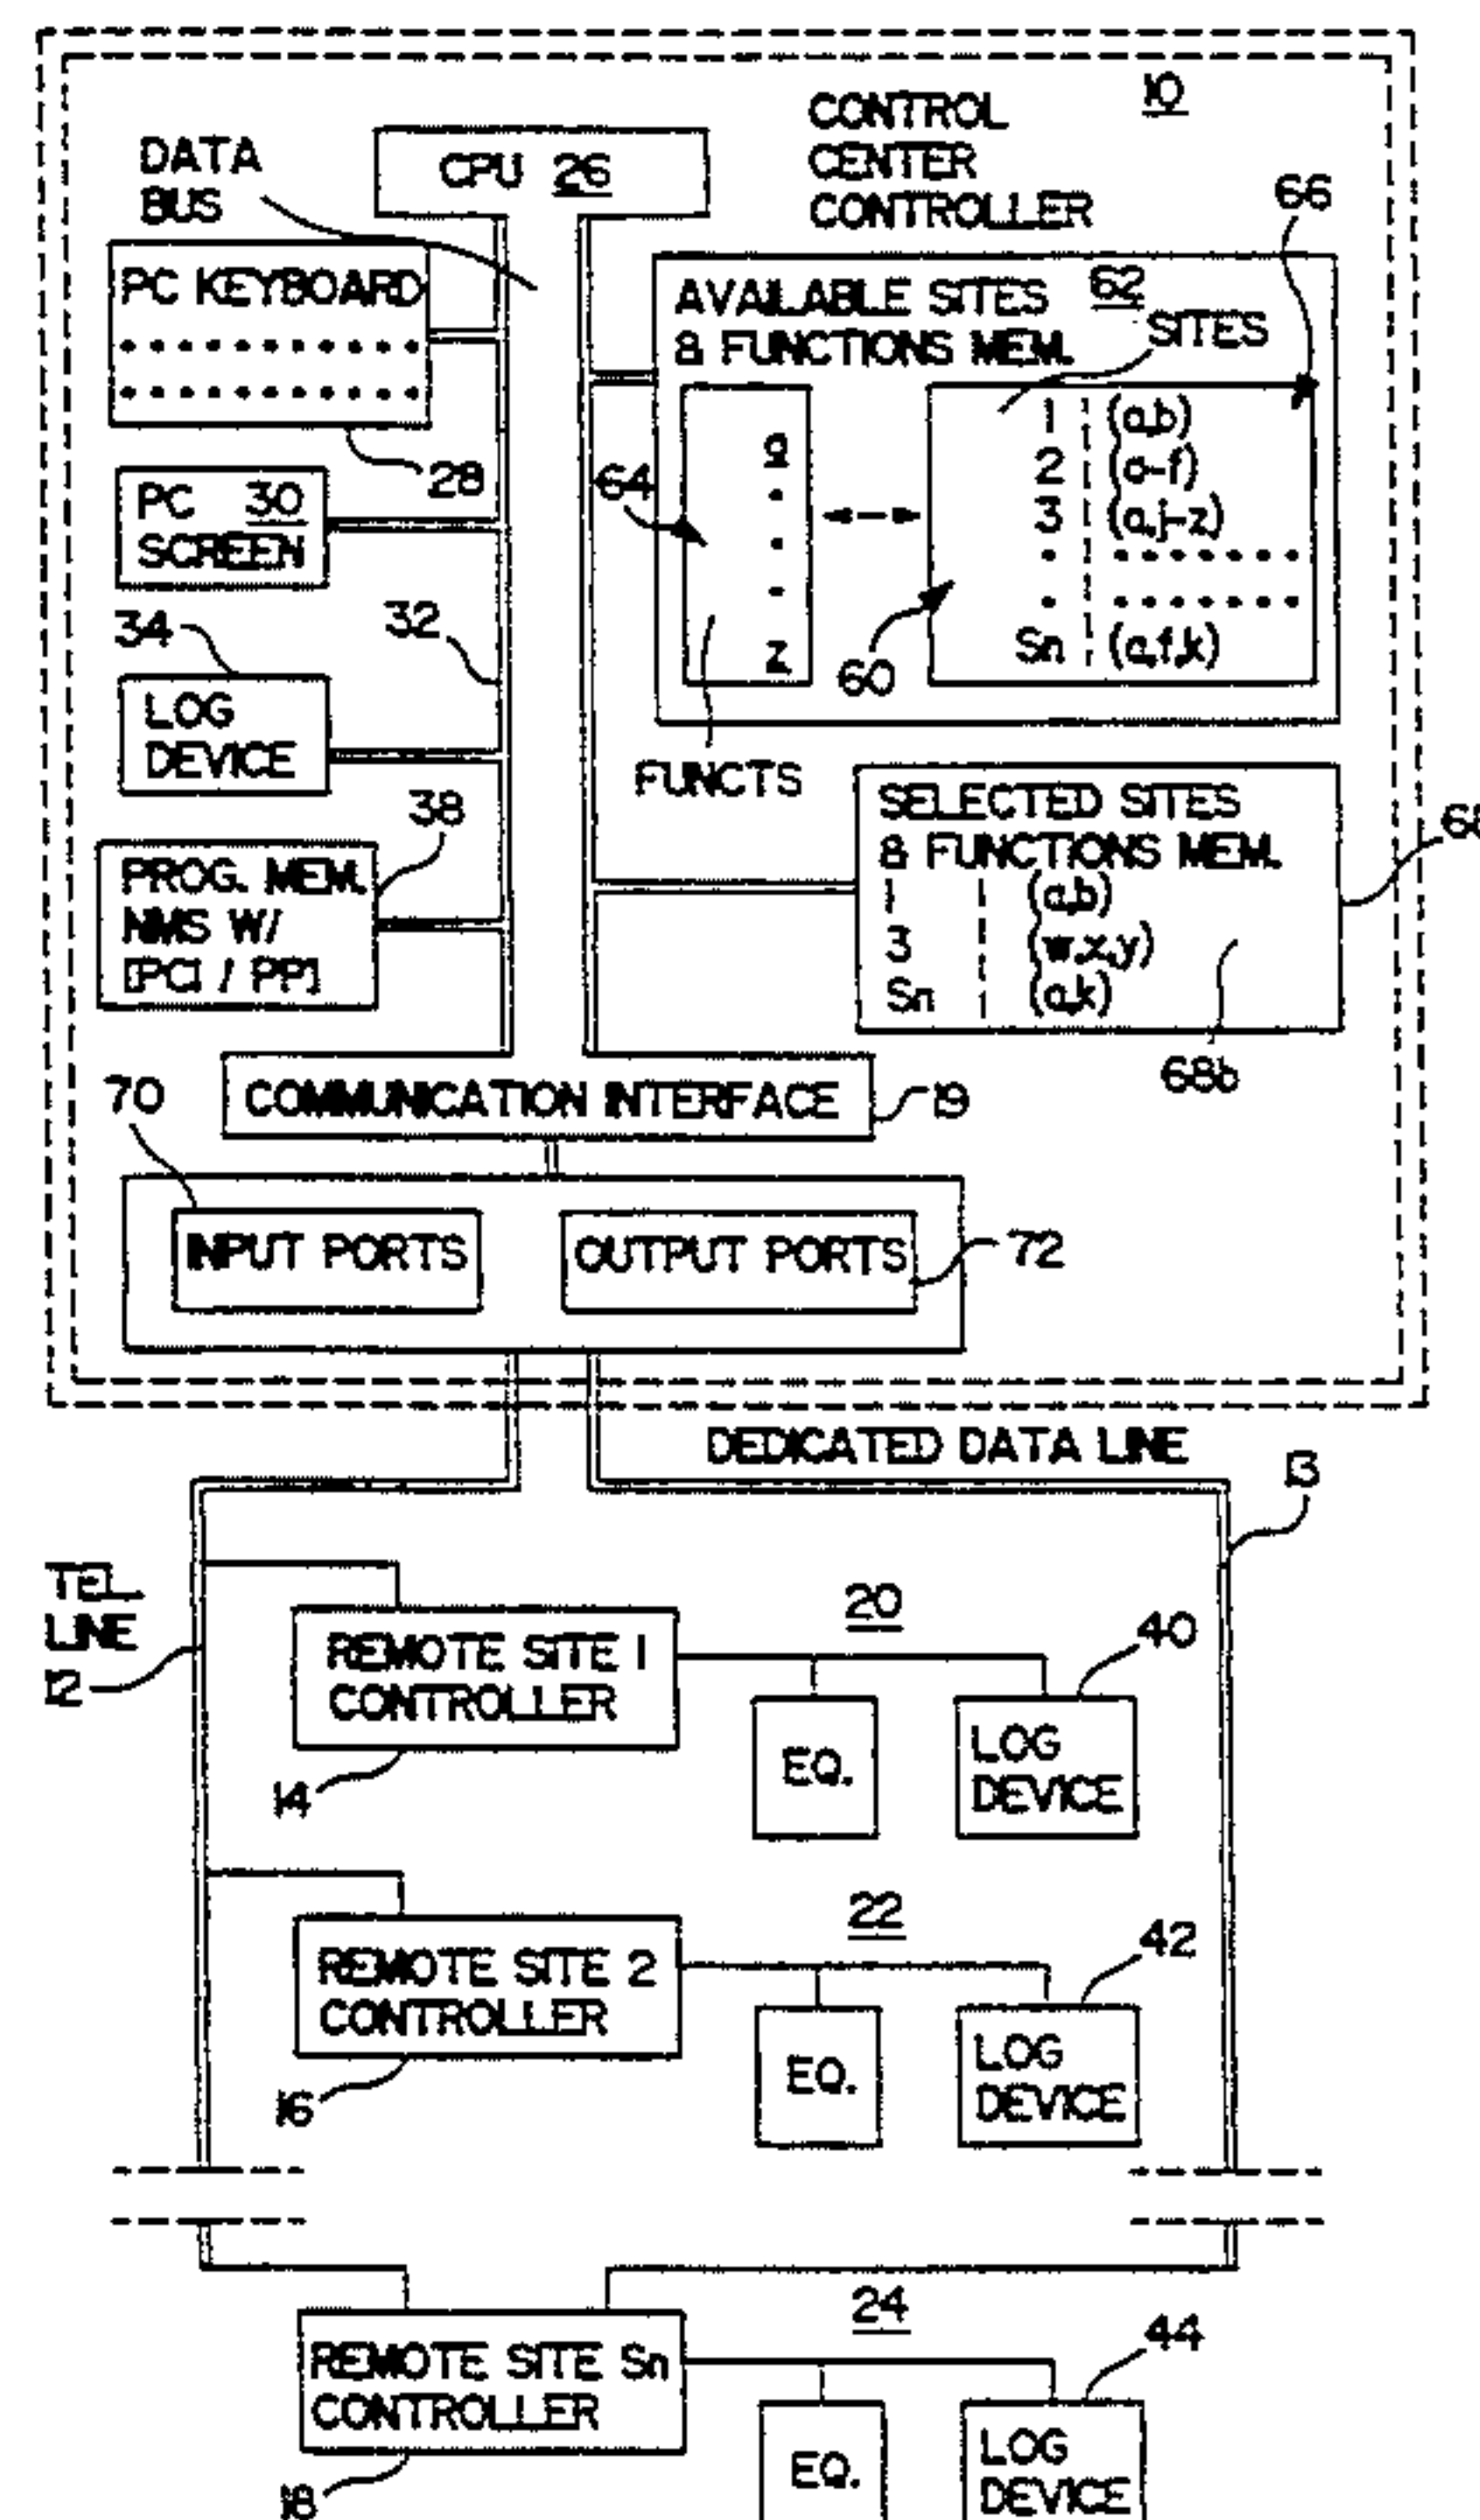 10
CONTROL
CENTER
CONTROLLER
DATA
BUS
CPU 26
66
PC KEYBOARD
28
AVAILABLE SITES
& FUNCTIONS MEM.
62
SITES
64
a
z
1 (a,b)
2 (a-f)
3 (a,j-z)
Sn (a,f,k)
60
FUNCTS
PC 30
SCREEN
34
32
LOG
DEVICE
38
PROG. MEM.
NMS W/
[PCI / PP]
SELECTED SITES
& FUNCTIONS MEM.
1 (a,b)
3 (w,x,y)
Sn (a,k)
68b
COMMUNICATION INTERFACE
19
70
INPUT PORTS
OUTPUT PORTS
72
DEDICATED DATA LINE
13
TEL.
LINE
12
REMOTE SITE 1
CONTROLLER
14
20
EQ.
40
LOG
DEVICE
REMOTE SITE 2
CONTROLLER
16
22
EQ.
42
LOG
DEVICE
REMOTE SITE Sn
CONTROLLER
18
24
EQ.
44
LOG
DEVICE